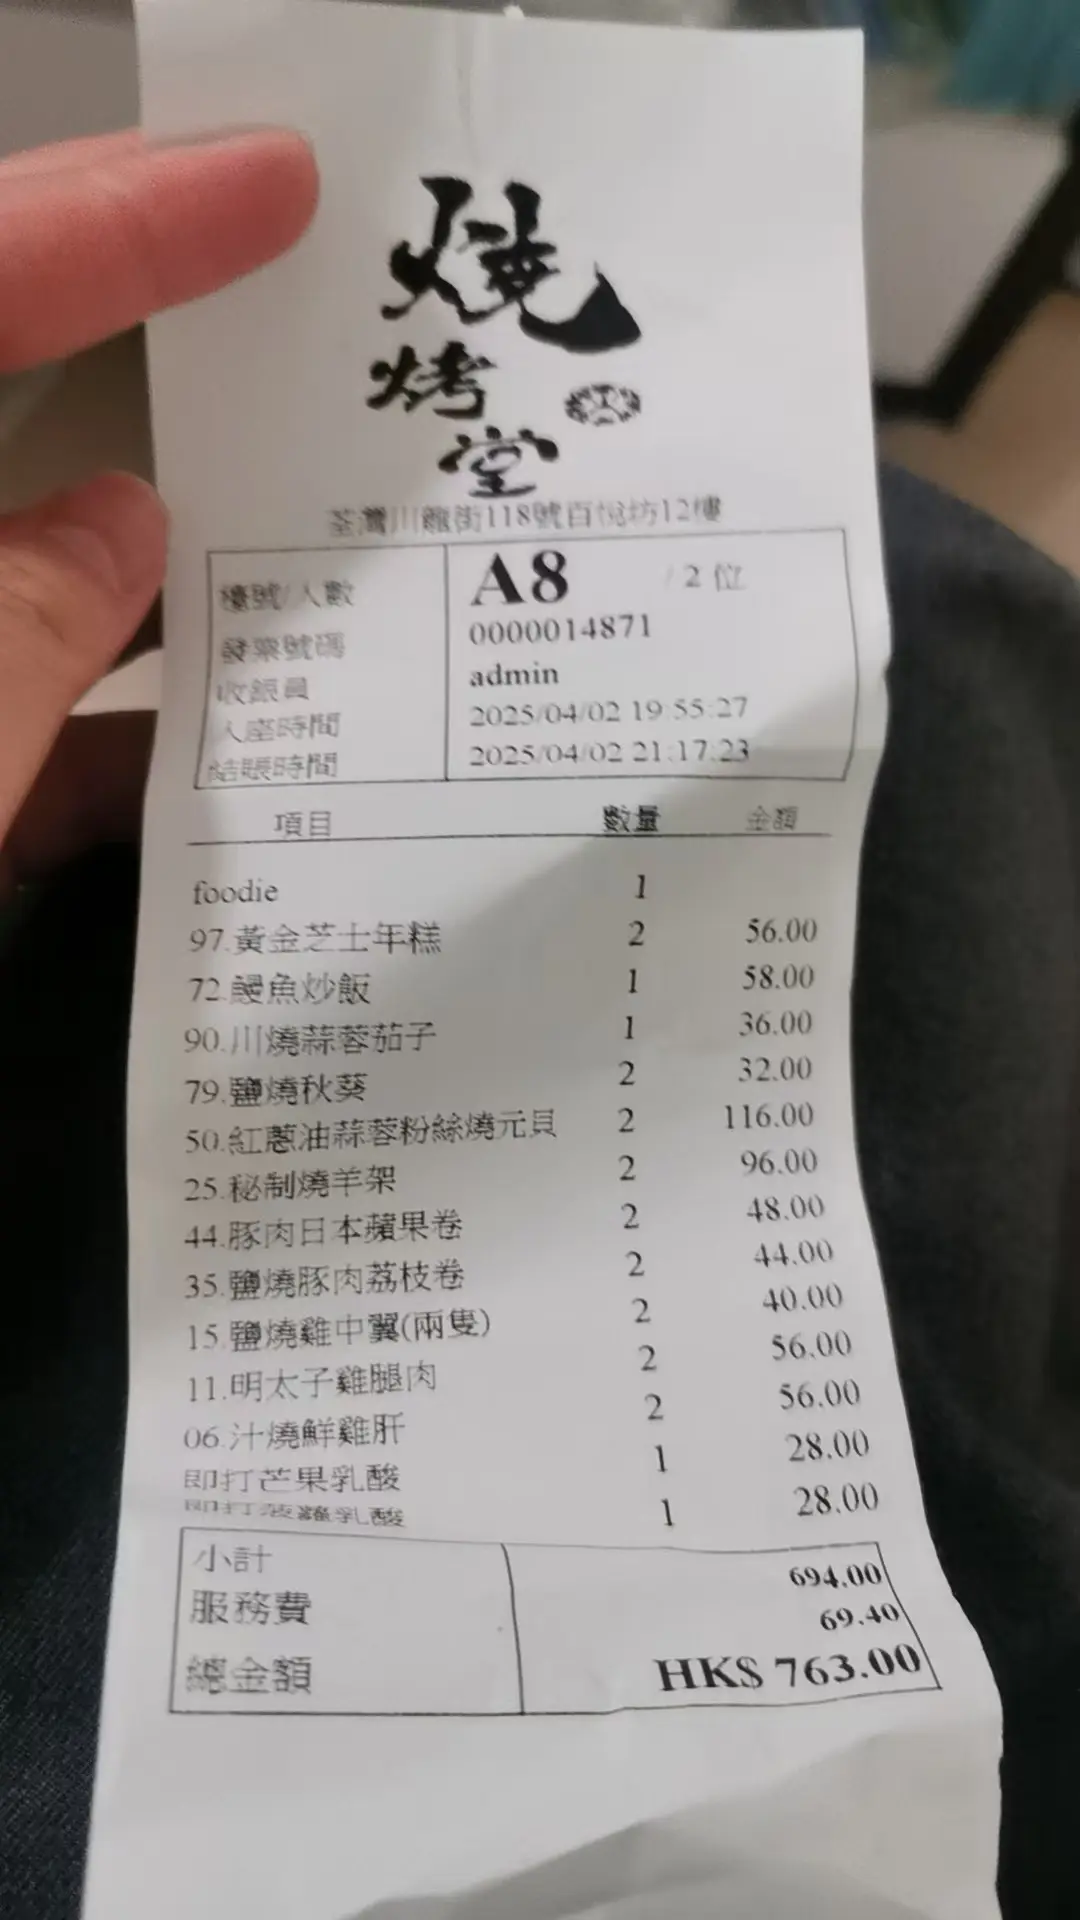 燒
烤
堂
荃灣川龍街118號百悅坊12樓
檯號/人數 A8 / 2 位
發票號碼 0000014871
收銀員 admin
入座時間 2025/04/02 19:55:27
結賬時間 2025/04/02 21:17:23
項目 數量 金額
foodie 1
97.黃金芝士年糕 2 56.00
72.鰻魚炒飯 1 58.00
90.川燒蒜蓉茄子 1 36.00
79.鹽燒秋葵 2 32.00
50.紅蔥油蒜蓉粉絲燒元貝 2 116.00
25.秘制燒羊架 2 96.00
44.豚肉日本蘋果卷 2 48.00
35.鹽燒豚肉荔枝卷 2 44.00
15.鹽燒雞中翼(兩隻) 2 40.00
11.明太子雞腿肉 2 56.00
06.汁燒鮮雞肝 2 56.00
即打芒果乳酸 1 28.00
即打菠蘿乳酸 1 28.00
小計 694.00
服務費 69.40
總金額 HK$ 763.00